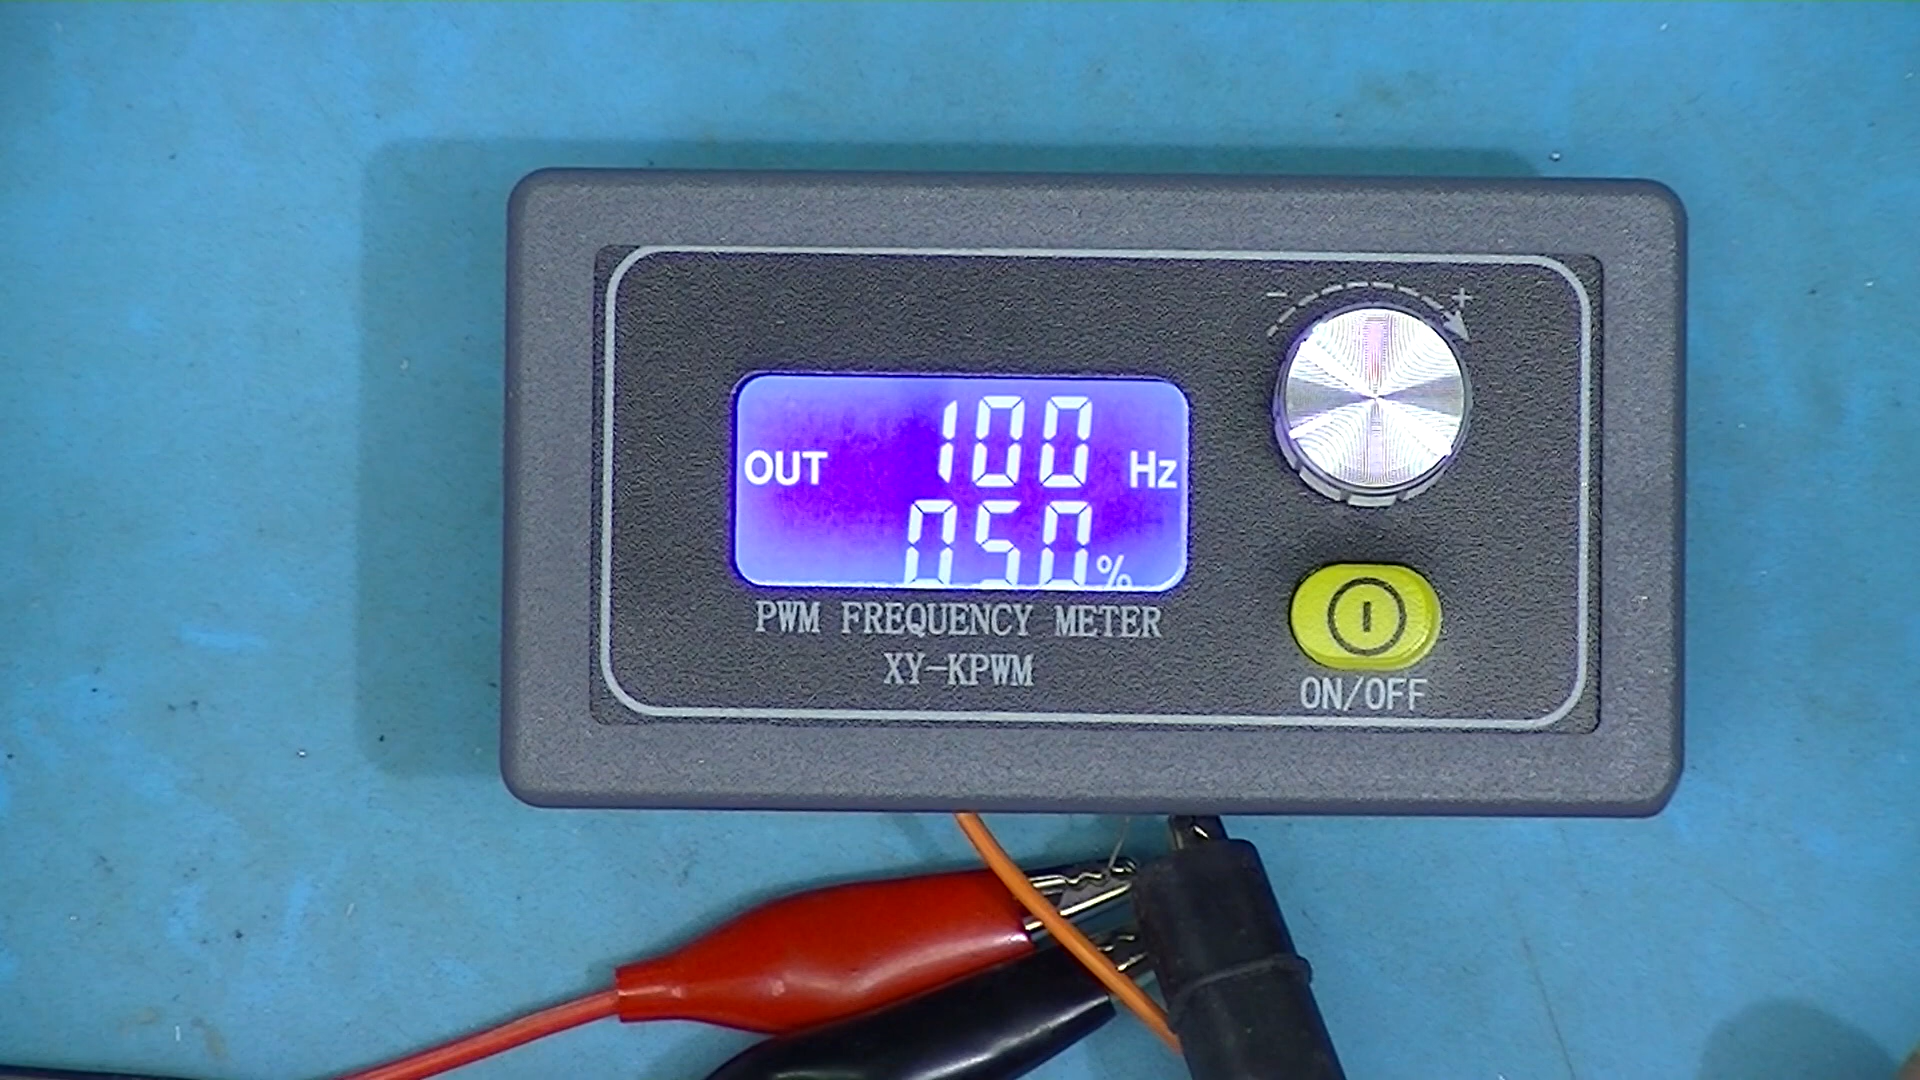 - +
100
OUT Hz
050%
PWM FREQUENCY METER
XY-KPWM
ON/OFF